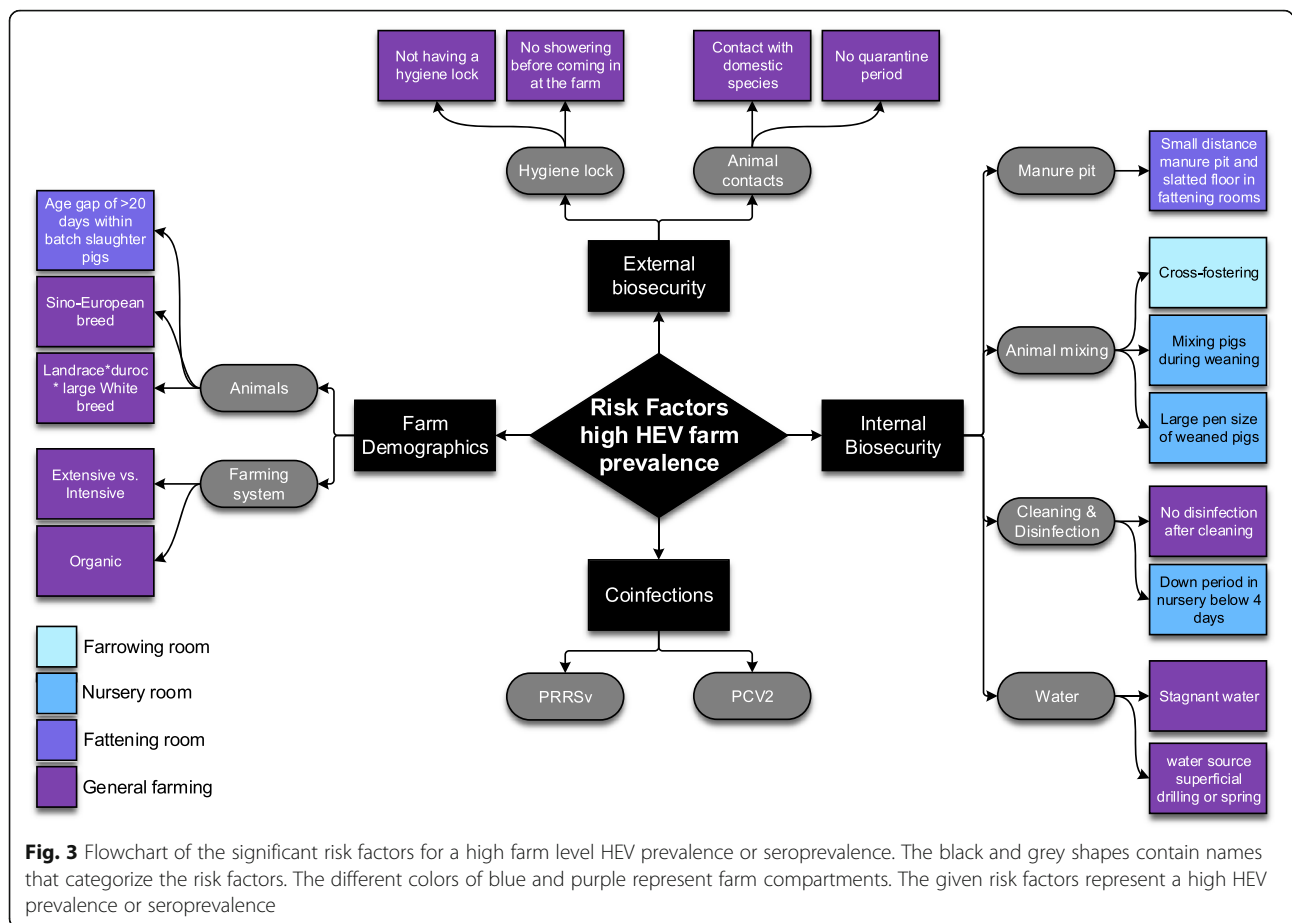 Not having a
hygiene lock
No showering
before coming in
at the farm
Contact with
domestic
species
No quarantine
period
Hygiene lock
Animal
contacts
External
biosecurity
Age gap of >20
days within
batch slaughter
pigs
Sino-European
breed
Landrace*duroc
* large White
breed
Animals
Extensive vs.
Intensive
Organic
Farming
system
Farm
Demographics
Risk Factors
high HEV farm
prevalence
Internal
Biosecurity
Manure pit
Small distance
manure pit and
slatted floor in
fattening rooms
Animal mixing
Cross-fostering
Mixing pigs
during weaning
Large pen size
of weaned pigs
Cleaning &
Disinfection
No disinfection
after cleaning
Down period in
nursery below 4
days
Water
Stagnant water
water source
superficial
drilling or spring
Coinfections
PRRSv
PCV2
Farrowing room
Nursery room
Fattening room
General farming
Fig. 3 Flowchart of the significant risk factors for a high farm level HEV prevalence or seroprevalence. The black and grey shapes contain names
that categorize the risk factors. The different colors of blue and purple represent farm compartments. The given risk factors represent a high HEV
prevalence or seroprevalence